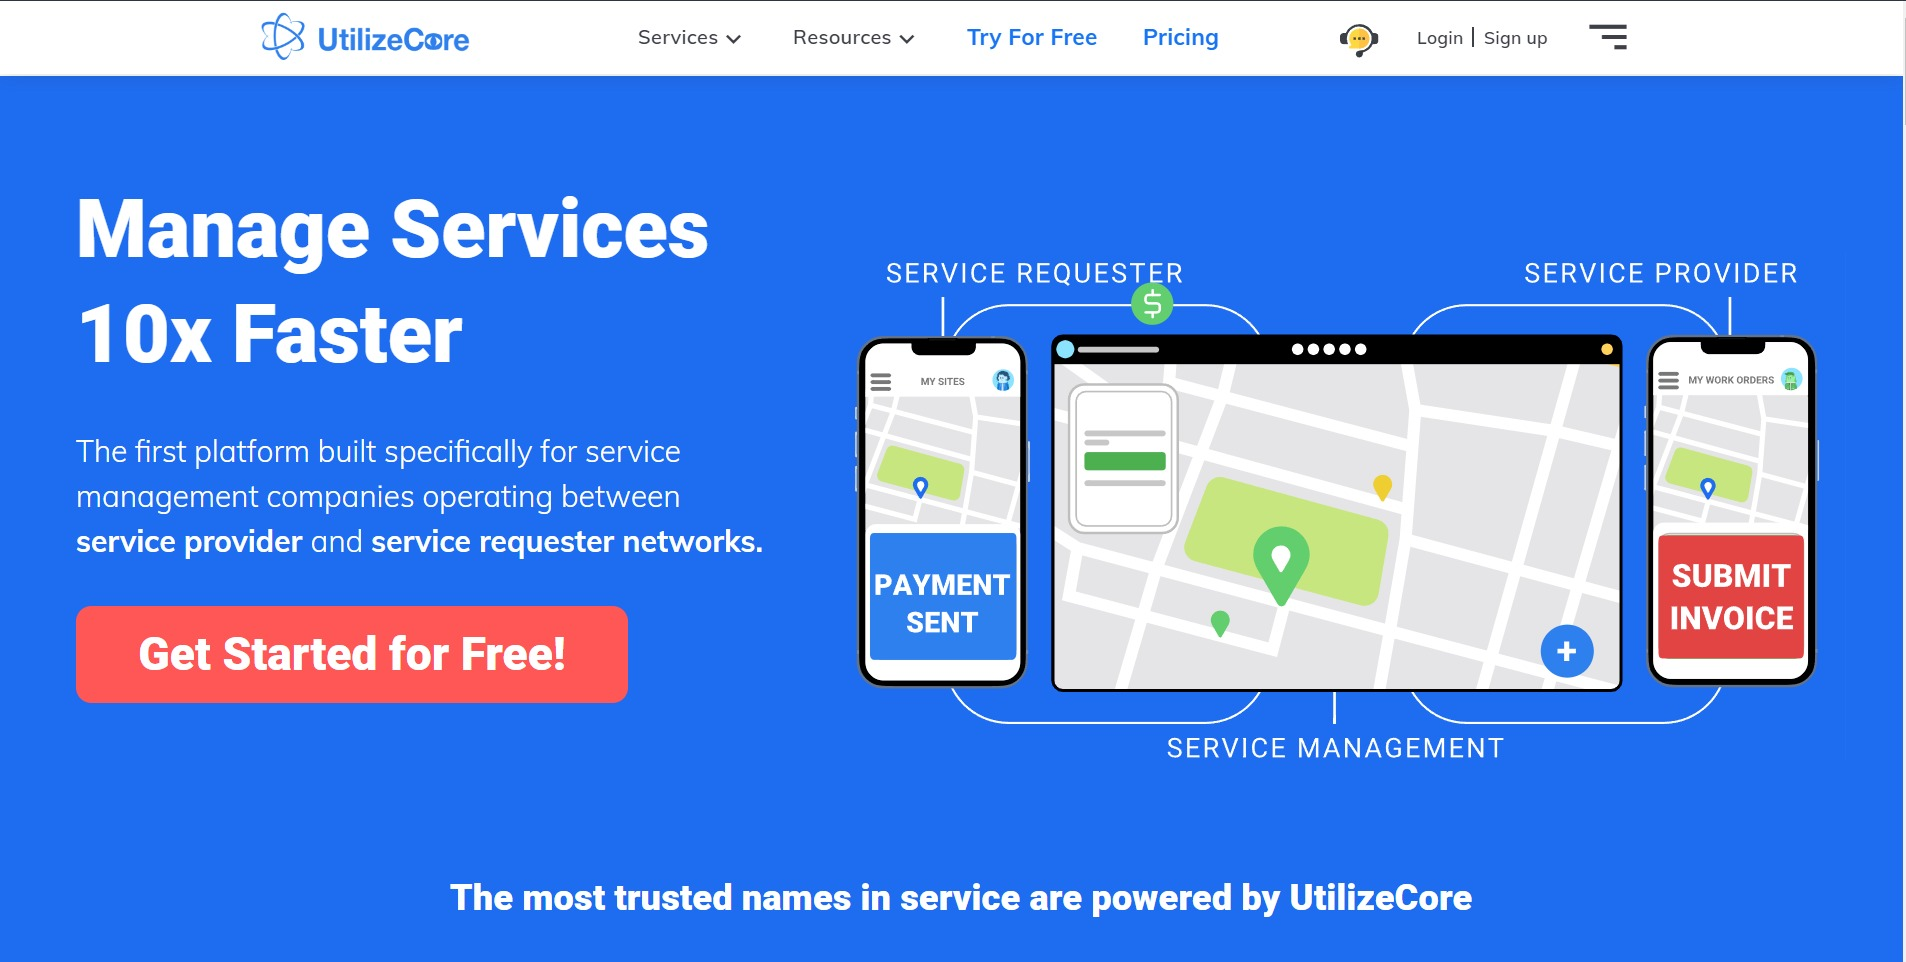 UtilizeCore
Services
Resources
Try For Free
Pricing
Login | Sign up
Manage Services
10x Faster
The first platform built specifically for service
management companies operating between
service provider and service requester networks.
Get Started for Free!
SERVICE REQUESTER
SERVICE PROVIDER
$
MY SITES
PAYMENT
SENT
+
MY WORK ORDERS
SUBMIT
INVOICE
SERVICE MANAGEMENT
The most trusted names in service are powered by UtilizeCore